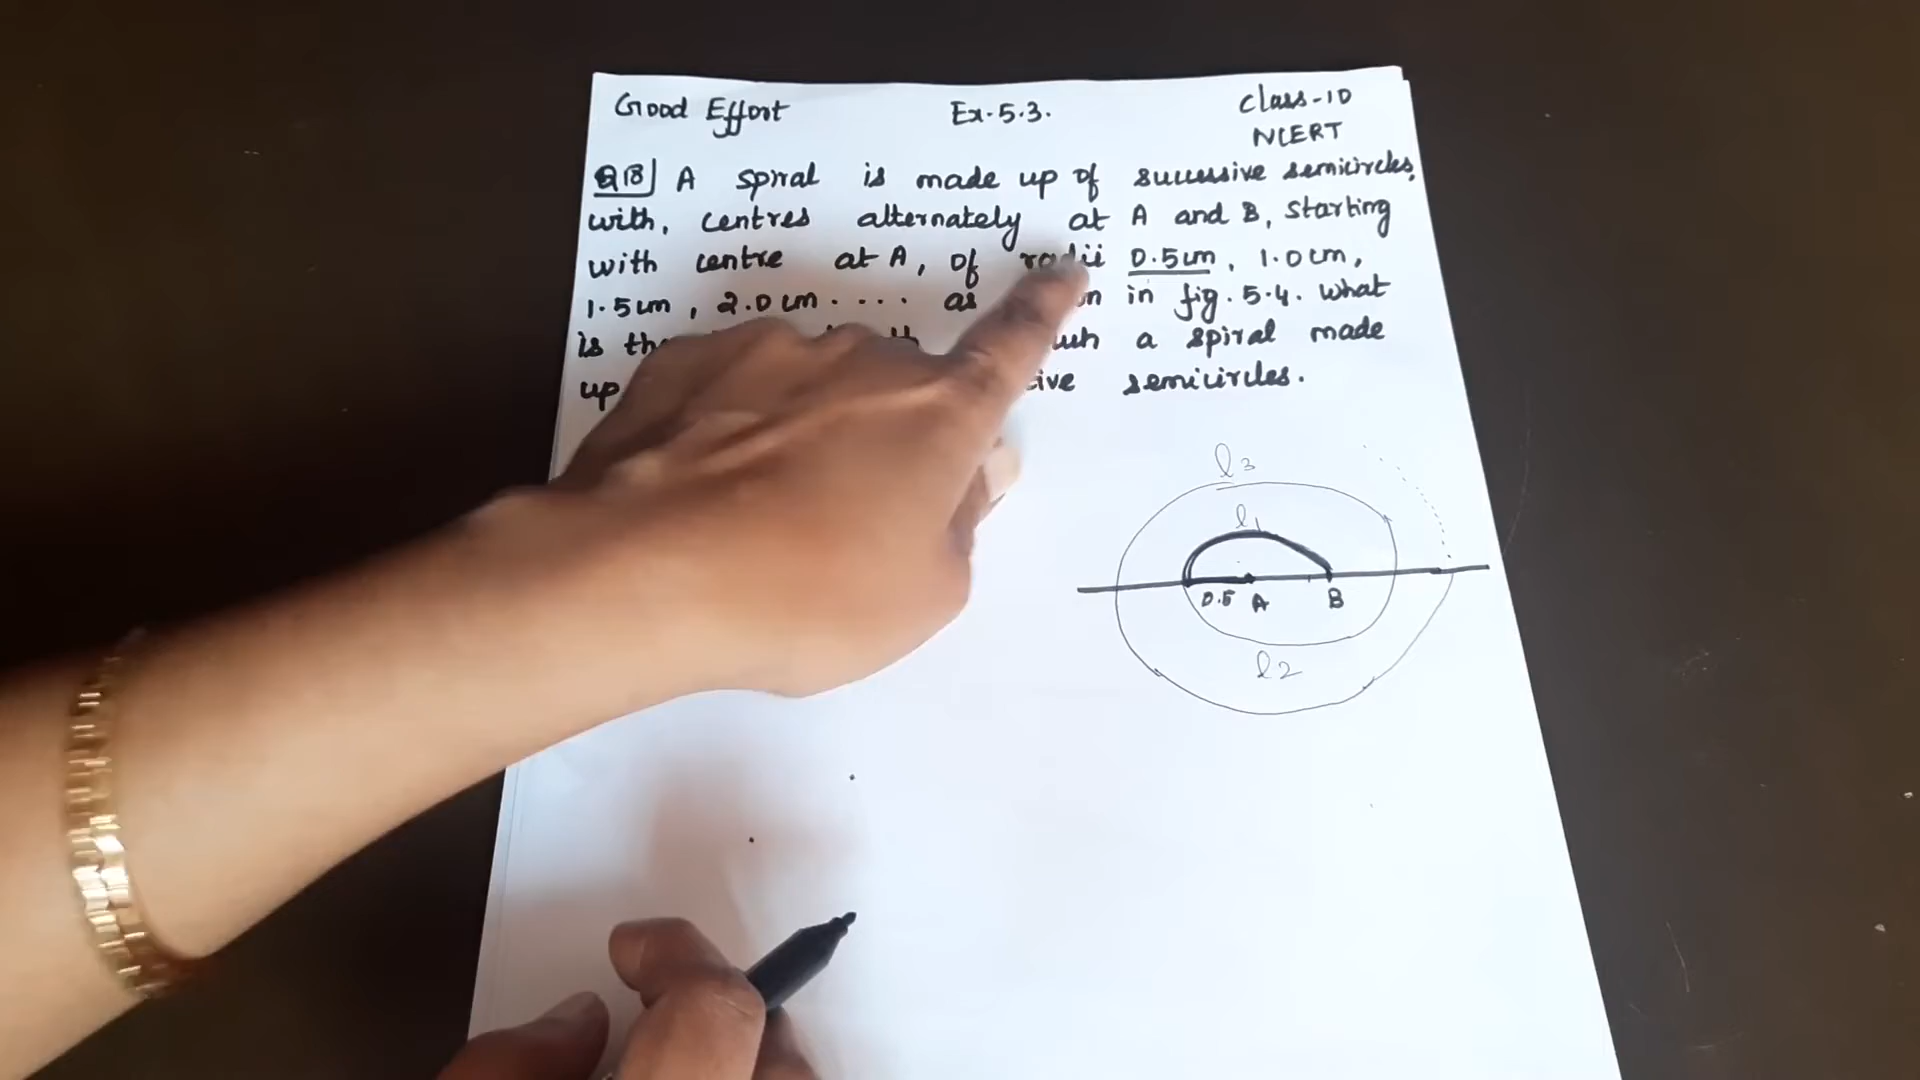 Good Effort Ex-5.3. Class-10
NCERT
Q18 A spiral is made up of successive semicircles,
with, centres alternately at A and B, starting
with centre at A, of radii 0.5cm, 1.0cm,
1.5cm, 2.0cm.... as in fig. 5.4. What
is a spiral made
up semicircles.
l3
l1
0.5 A B
l2